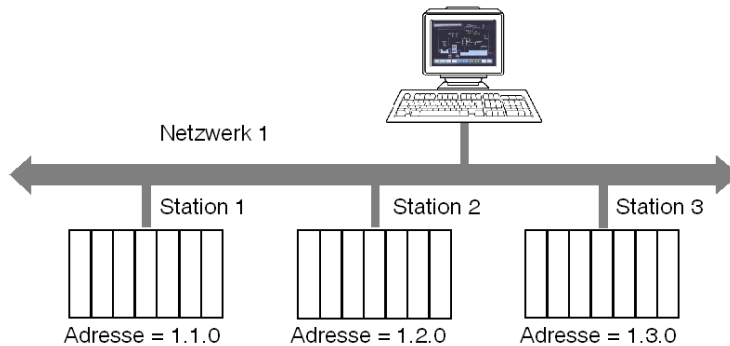 Netzwerk 1
Station 1
Station 2
Station 3
Adresse = 1.1.0
Adresse = 1.2.0
Adresse = 1.3.0